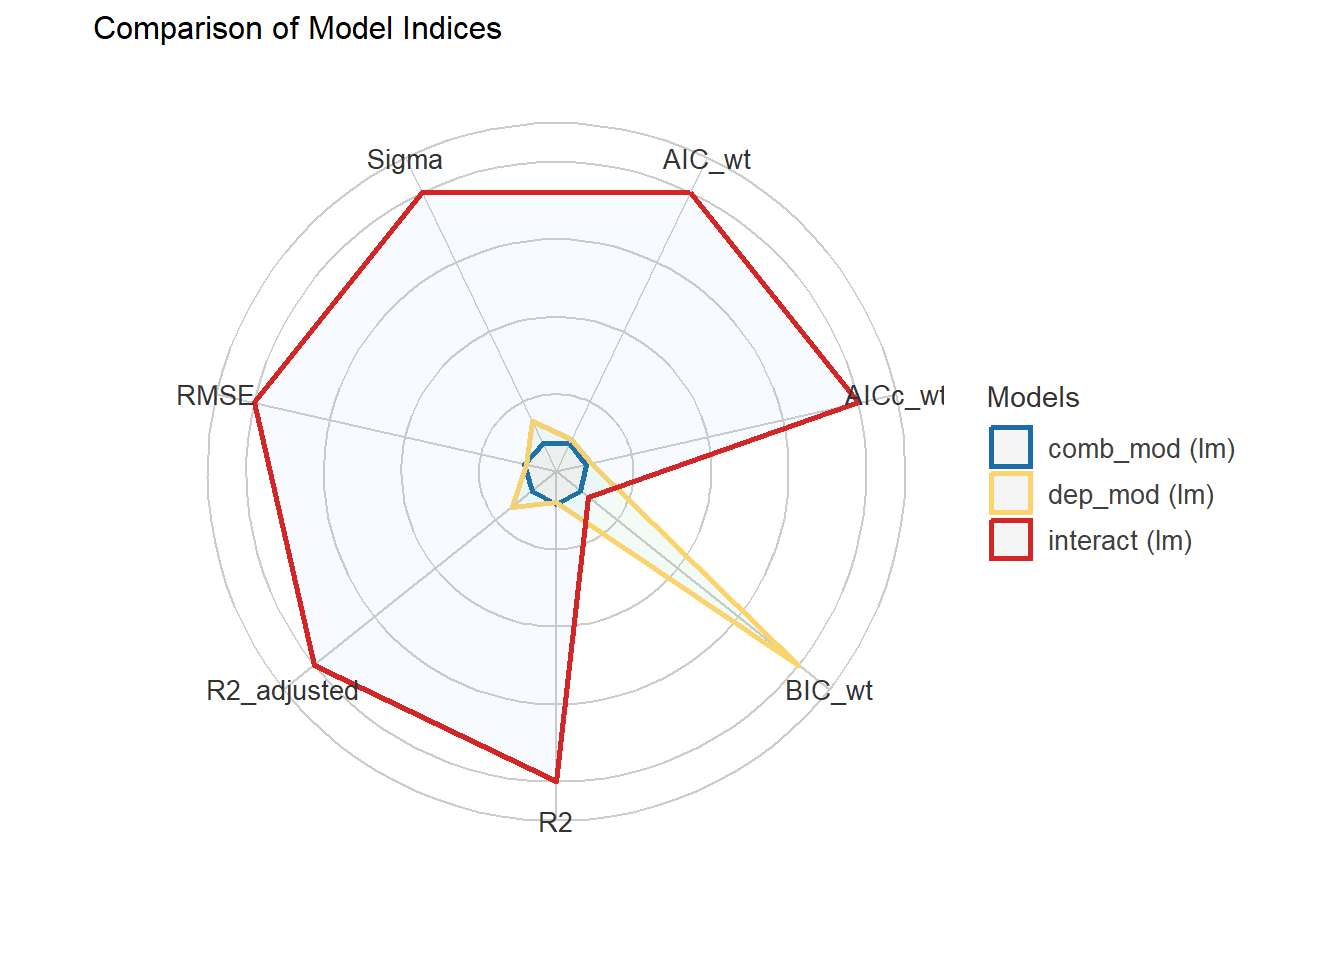 Comparison of Model Indices
Sigma
AIC_wt
RMSE
AICc_wt
Models
comb_mod (lm)
dep_mod (lm)
interact (lm)
R2_adjusted
BIC_wt
R2